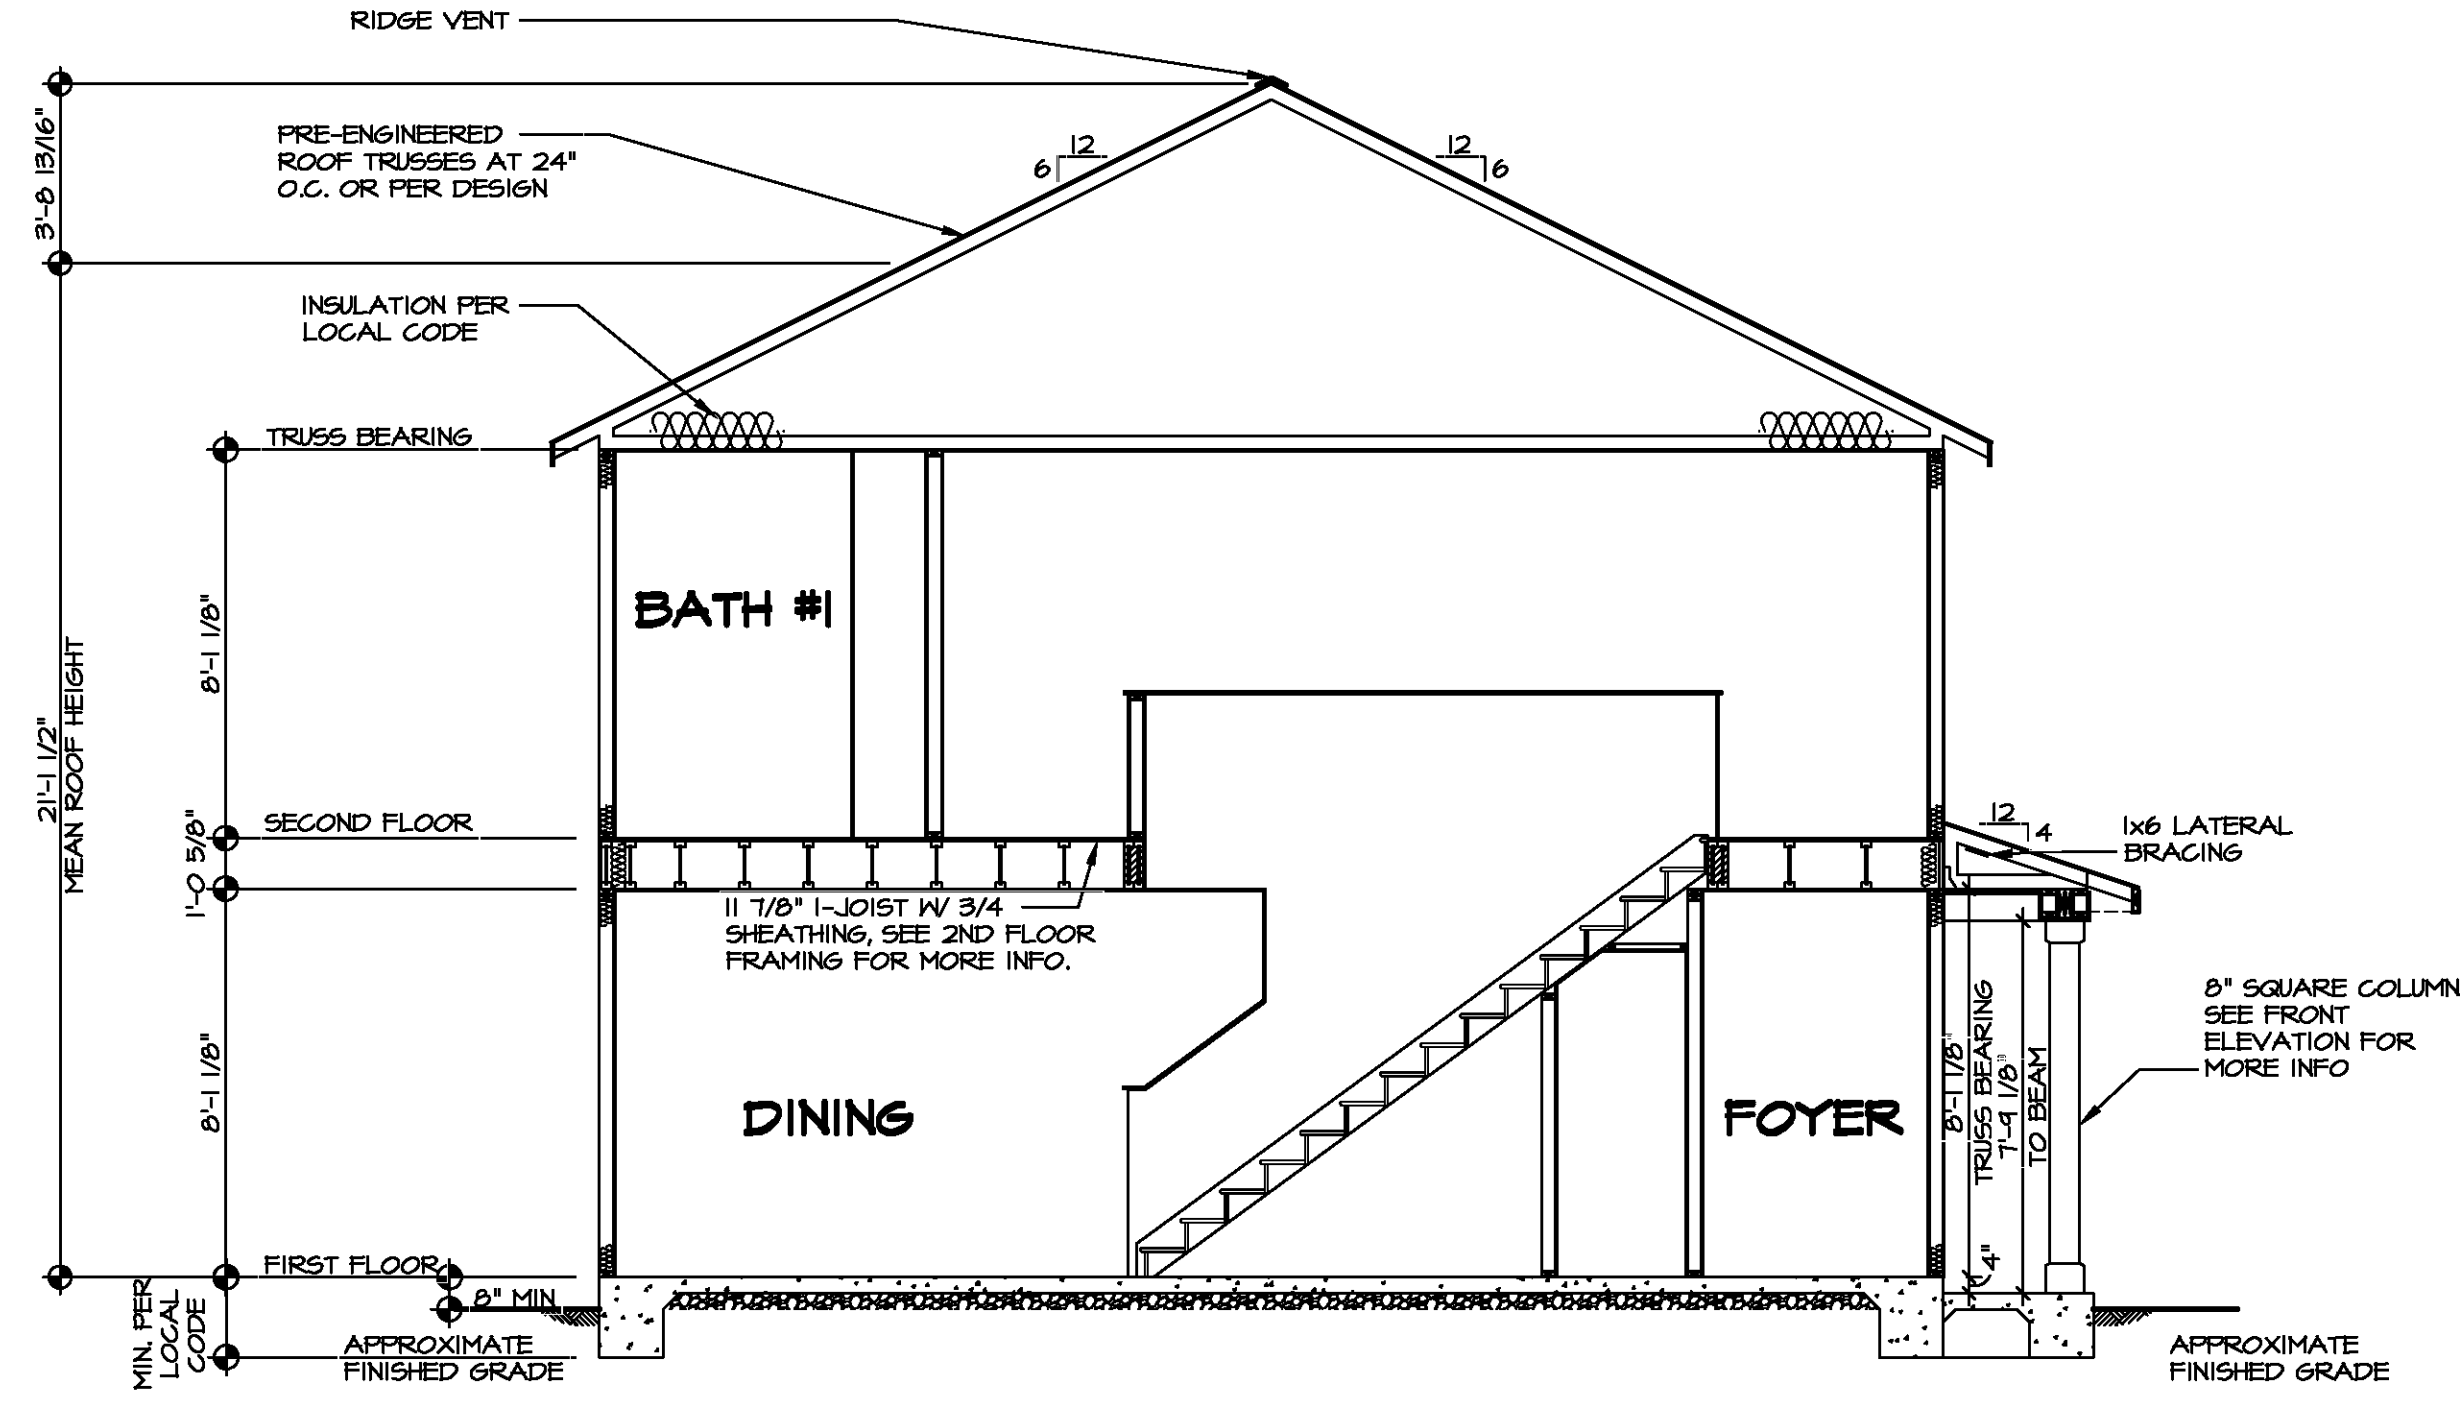 RIDGE VENT
3'-8 13/16"
PRE-ENGINEERED
ROOF TRUSSES AT 24"
O.C. OR PER DESIGN
12
6
12
6
INSULATION PER
LOCAL CODE
TRUSS BEARING
8'-1 1/8"
BATH #1
21'-1 1/2"
MEAN ROOF HEIGHT
SECOND FLOOR
1'-0 5/8"
12
4
1x6 LATERAL
BRACING
11 7/8" I-JOIST W/ 3/4
SHEATHING, SEE 2ND FLOOR
FRAMING FOR MORE INFO.
8'-1 1/8"
DINING
FOYER
8'-1 1/8"
TRUSS BEARING
7'-9 1/8"
TO BEAM
8" SQUARE COLUMN
SEE FRONT
ELEVATION FOR
MORE INFO
4"
FIRST FLOOR
8" MIN
MIN. PER
LOCAL
CODE
APPROXIMATE
FINISHED GRADE
APPROXIMATE
FINISHED GRADE